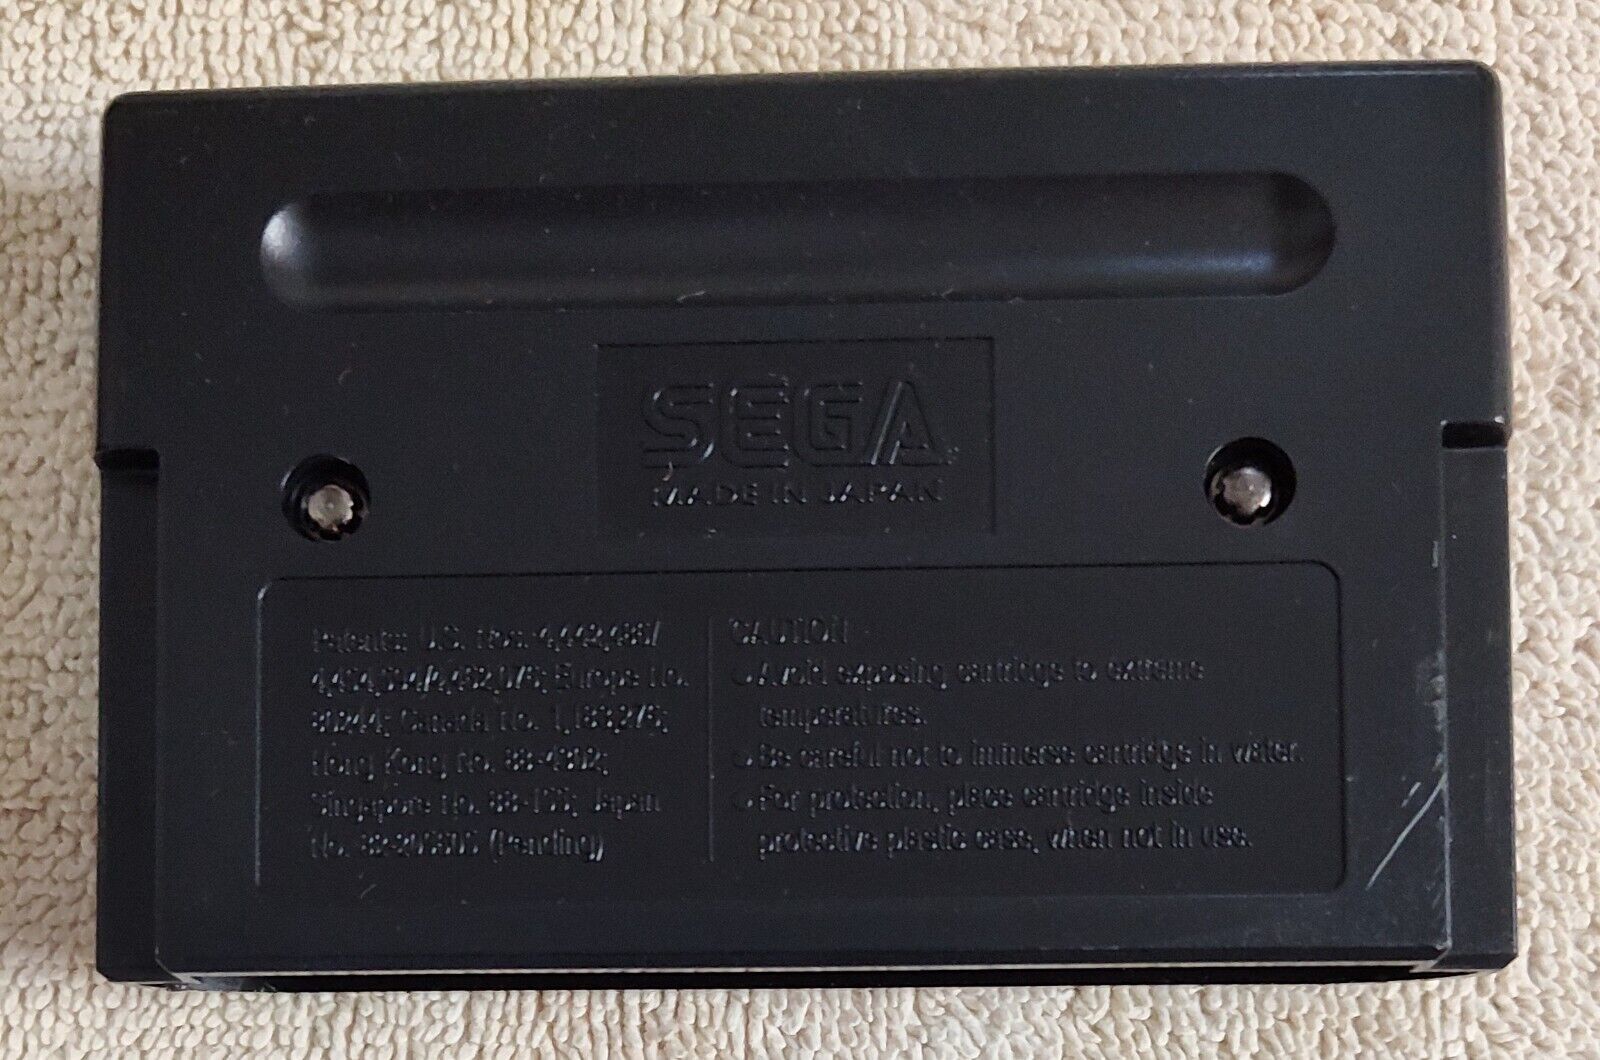 SEGA
MADE IN JAPAN
Patents: U.S. Nos. 4,442,486/
4,454,594/4,462,076; Europe No.
80244; Canada No. 1,183,276;
Hong Kong No. 88-4302;
Singapore No. 88-155; Japan
No. (Pending)
CAUTION
Avoid exposing cartridge to extreme
temperatures.
Be careful not to immerse cartridge in water.
For protection, place cartridge inside
protective plastic case, when not in use.